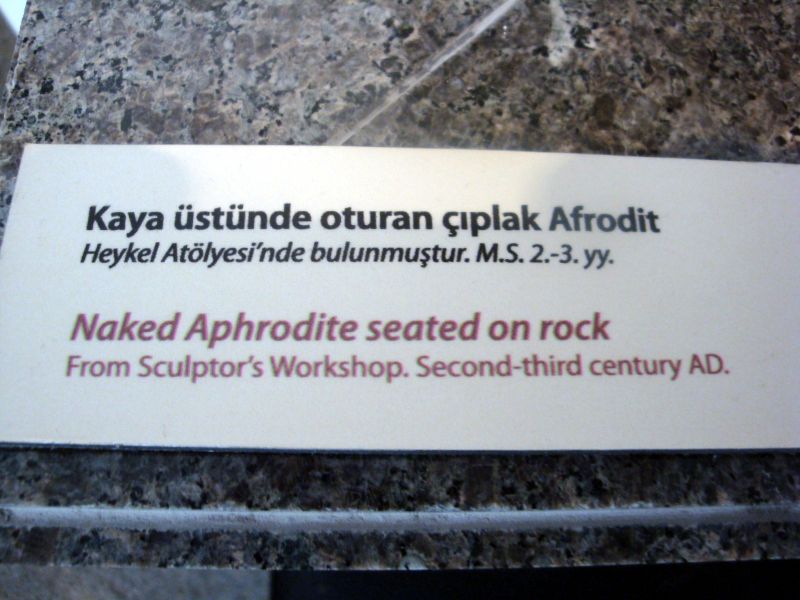 Kaya üstünde oturan çıplak Afrodit
Heykel Atölyesi'nde bulunmuştur. M.S. 2.-3. yy.
Naked Aphrodite seated on rock
From Sculptor's Workshop. Second-third century AD.